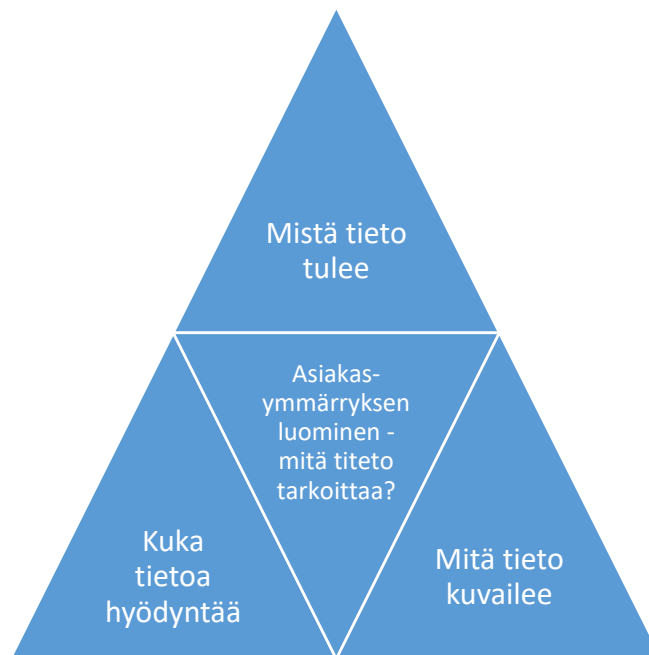 Mistä tieto
tulee
Asiakas-
ymmärryksen
luominen -
mitä titeto
tarkoittaa?
Kuka
tietoa
hyödyntää
Mitä tieto
kuvailee